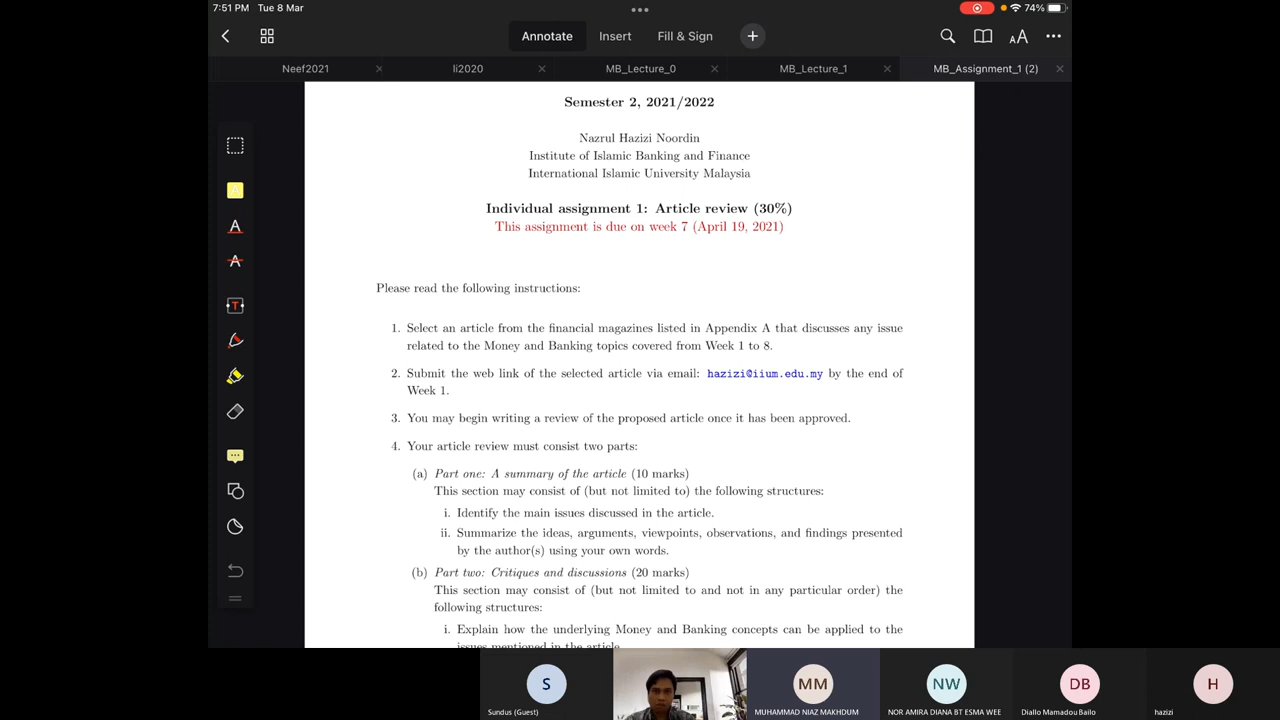 7:51 PM Tue 8 Mar
74%
Annotate Insert Fill & Sign
AA
Neef2021 li2020 MB_Lecture_0 MB_Lecture_1 MB_Assignment_1 (2)
Semester 2, 2021/2022
Nazrul Hazizi Noordin
Institute of Islamic Banking and Finance
International Islamic University Malaysia
Individual assignment 1: Article review (30%)
This assignment is due on week 7 (April 19, 2021)
Please read the following instructions:
1. Select an article from the financial magazines listed in Appendix A that discusses any issue
related to the Money and Banking topics covered from Week 1 to 8.
2. Submit the web link of the selected article via email: hazizi@iium.edu.my by the end of
Week 1.
3. You may begin writing a review of the proposed article once it has been approved.
4. Your article review must consist two parts:
(a) Part one: A summary of the article (10 marks)
This section may consist of (but not limited to) the following structures:
i. Identify the main issues discussed in the article.
ii. Summarize the ideas, arguments, viewpoints, observations, and findings presented
by the author(s) using your own words.
(b) Part two: Critiques and discussions (20 marks)
This section may consist of (but not limited to and not in any particular order) the
following structures:
i. Explain how the underlying Money and Banking concepts can be applied to the
issues mentioned in the article.
S MM NW DB H
Sundus (Guest) MUHAMMAD NIAZ MAKHDUM NOR AMIRA DIANA BT ESMA WEE Diallo Mamadou Bailo hazizi